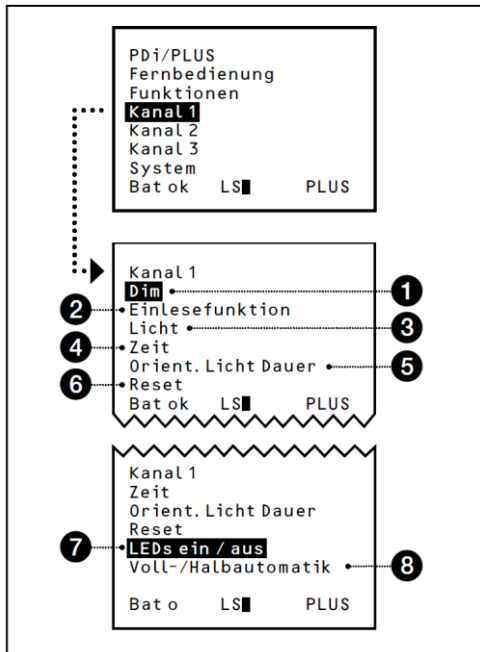 PDi/PLUS
Fernbedienung
Funktionen
Kanal 1
Kanal 2
Kanal 3
System
Bat ok LS PLUS
Kanal 1
Dim 1
2 Einlesefunktion
Licht 3
4 Zeit
Orient. Licht Dauer 5
6 Reset
Bat ok LS PLUS
Kanal 1
Zeit
Orient. Licht Dauer
Reset
7 LEDs ein / aus
Voll-/Halbautomatik 8
Bat o LS PLUS